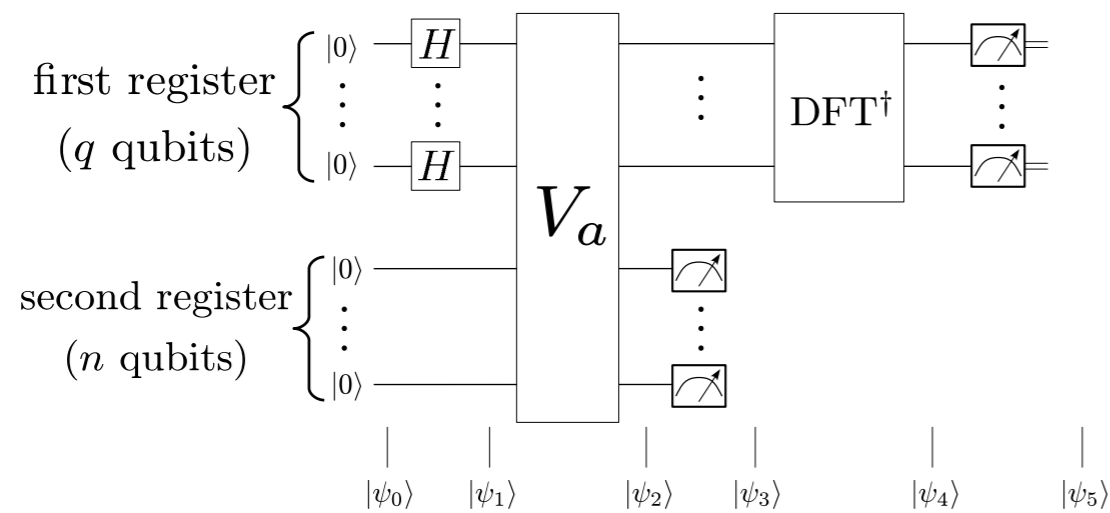 first register
(q qubits)
|0⟩ H
|0⟩ H
V_a
DFT†
second register
(n qubits)
|0⟩
|0⟩
|ψ₀⟩ |ψ₁⟩ |ψ₂⟩ |ψ₃⟩ |ψ₄⟩ |ψ₅⟩